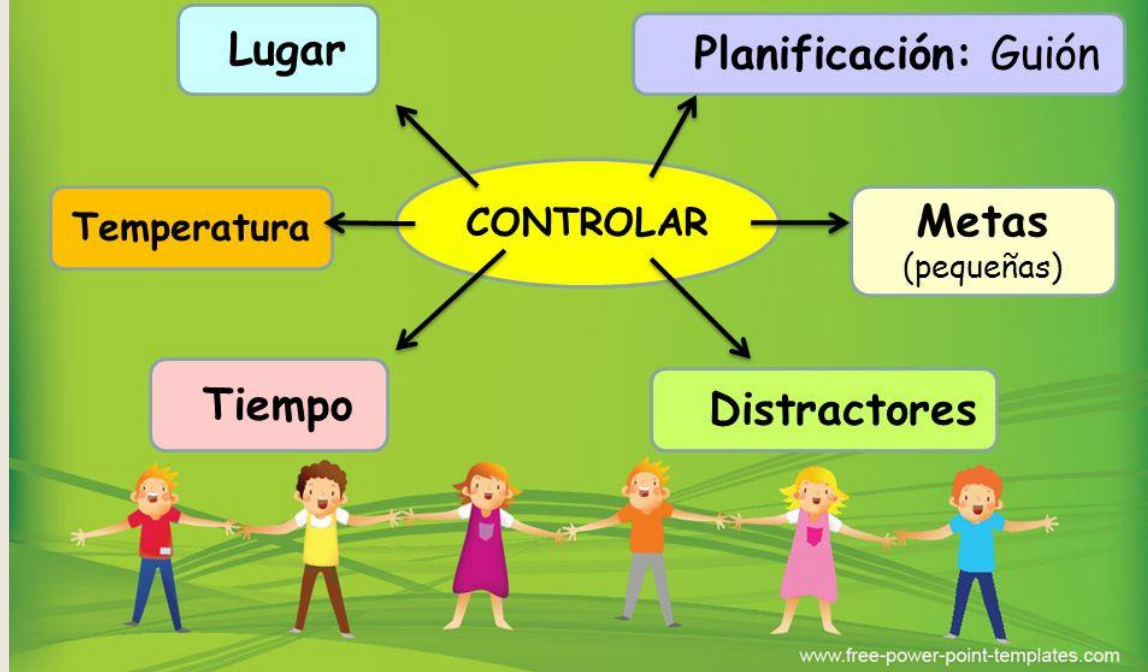 Lugar
Planificación: Guión
Temperatura
CONTROLAR
Metas
(pequeñas)
Tiempo
Distractores
www.free-power-point-templates.com